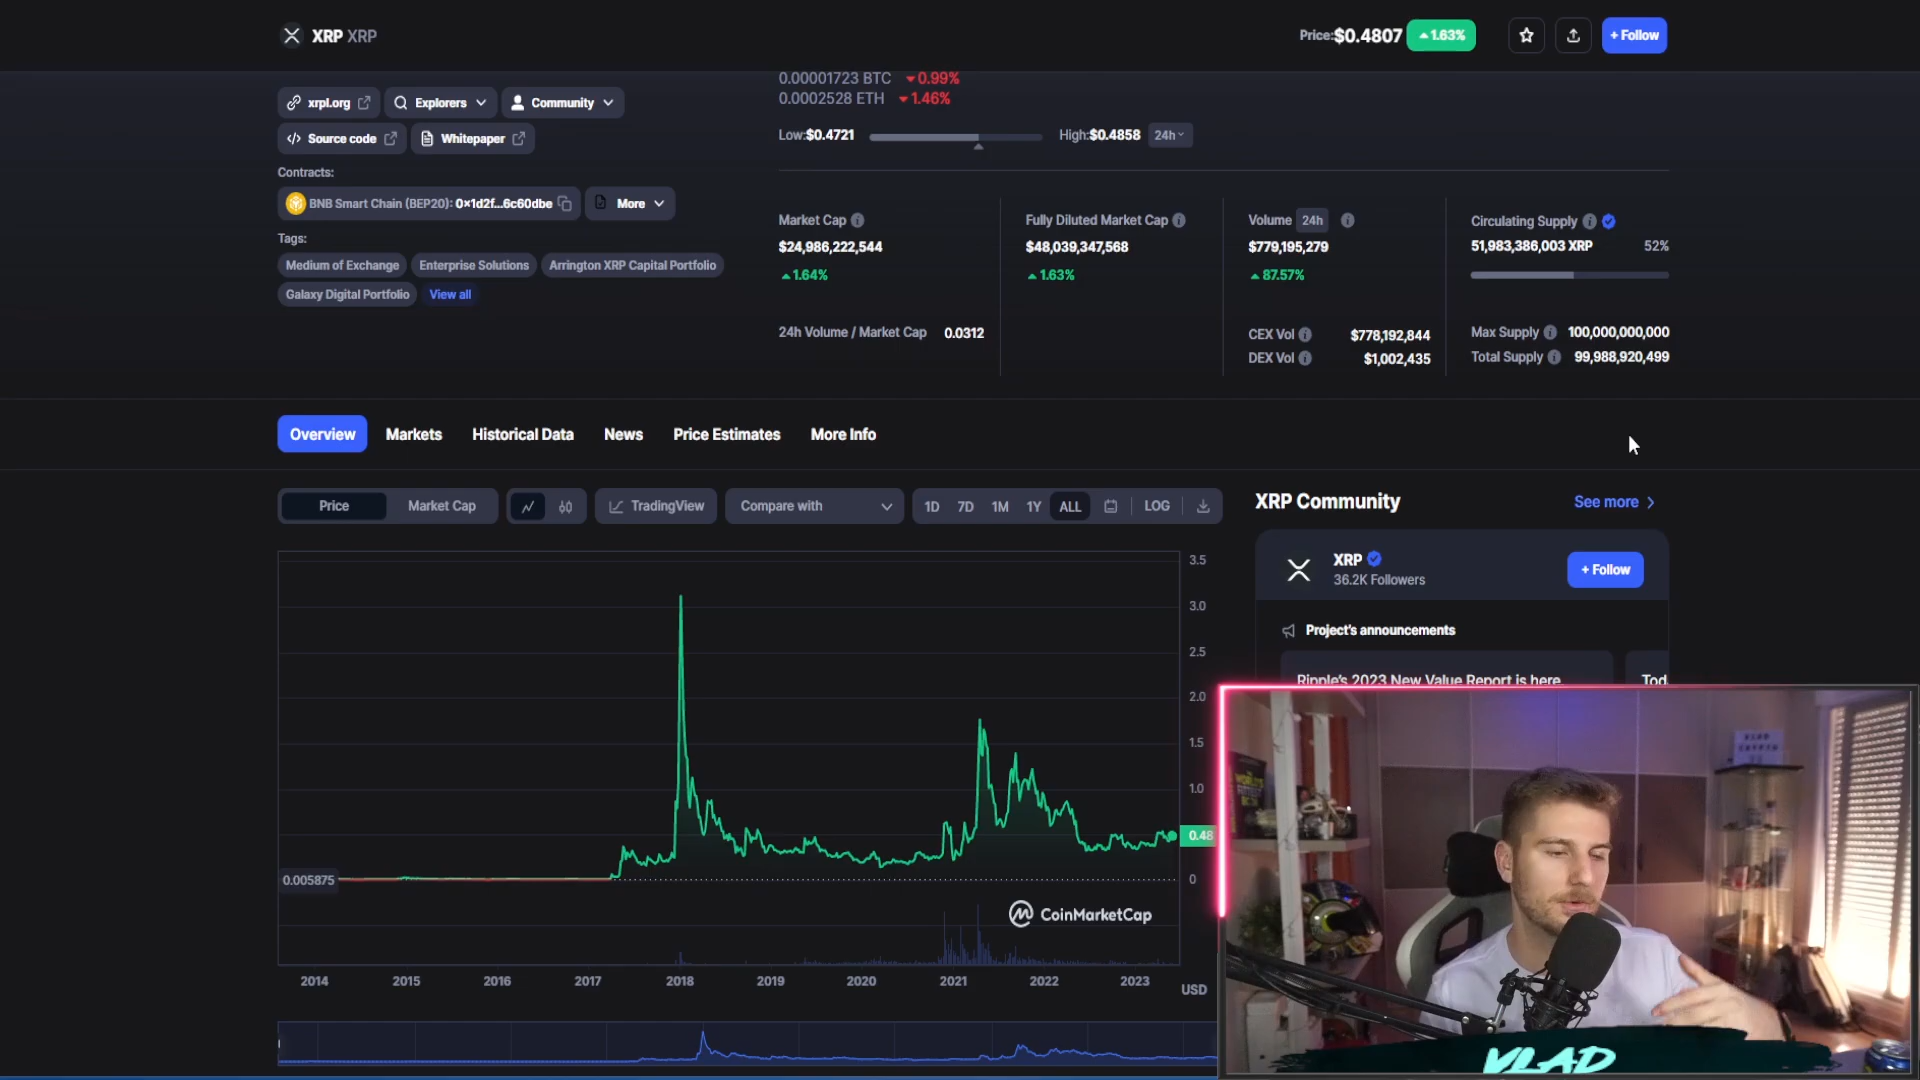 XRP XRP
Price:$0.4807 1.63% + Follow
0.00001723 BTC 0.99%
0.0002528 ETH 1.46%
xrpl.org Explorers Community
Low:$0.4721 High:$0.4858 24h
Source code Whitepaper
Contracts:
BNB Smart Chain (BEP20): 0x1d2f...6c60dbe More
Tags:
Medium of Exchange Enterprise Solutions Arrington XRP Capital Portfolio
Galaxy Digital Portfolio View all
Market Cap
$24,986,222,544
1.64%
24h Volume / Market Cap 0.0312
Fully Diluted Market Cap
$48,039,347,568
1.63%
Volume 24h
$779,195,279
87.57%
CEX Vol $778,192,844
DEX Vol $1,002,435
Circulating Supply
51,983,386,003 XRP 52%
Max Supply 100,000,000,000
Total Supply 99,988,920,499
Overview Markets Historical Data News Price Estimates More Info
Price Market Cap TradingView Compare with 1D 7D 1M 1Y ALL LOG
3.5
3.0
2.5
2.0
1.5
1.0
0.48
0
0.005875
CoinMarketCap
2014 2015 2016 2017 2018 2019 2020 2021 2022 2023
USD
XRP Community See more
XRP
36.2K Followers
+ Follow
Project's announcements
Ripple's 2023 New Value Report is here. Tod
VLAD